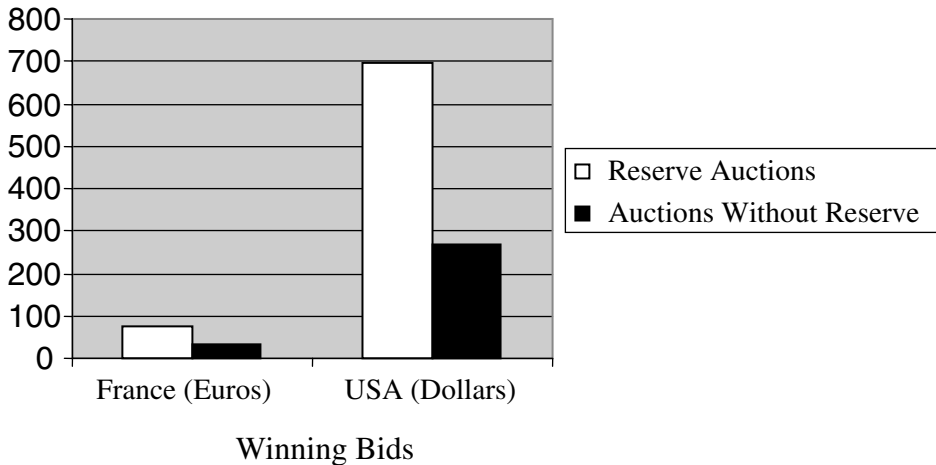 800
700
600
500
400
300
200
100
0
France (Euros) USA (Dollars)
Winning Bids
Reserve Auctions
Auctions Without Reserve